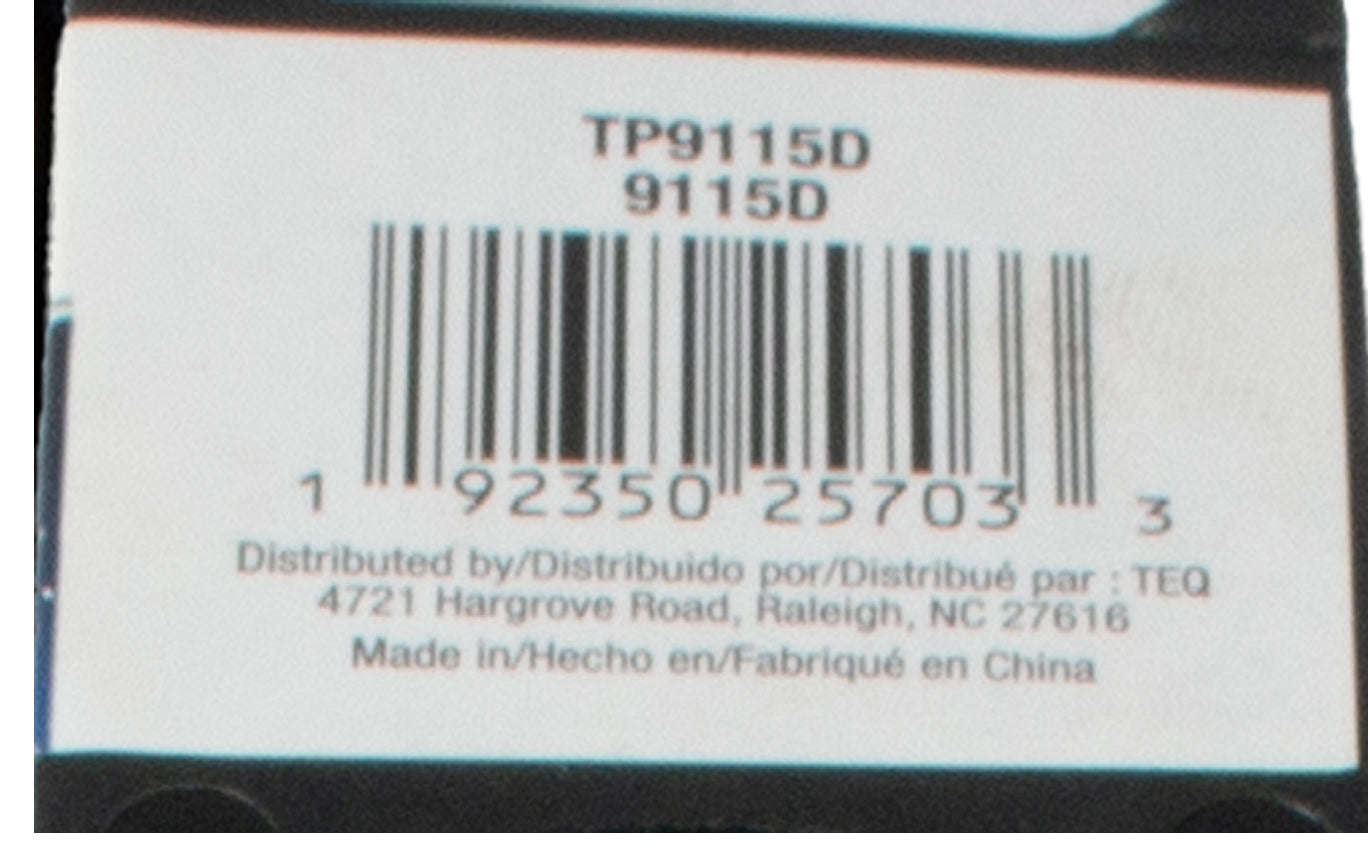 TP9115D
9115D
1 92350 25703 3
Distributed by/Distribuido por/Distribué par : TEQ
4721 Hargrove Road, Raleigh, NC 27616
Made in/Hecho en/Fabriqué en China